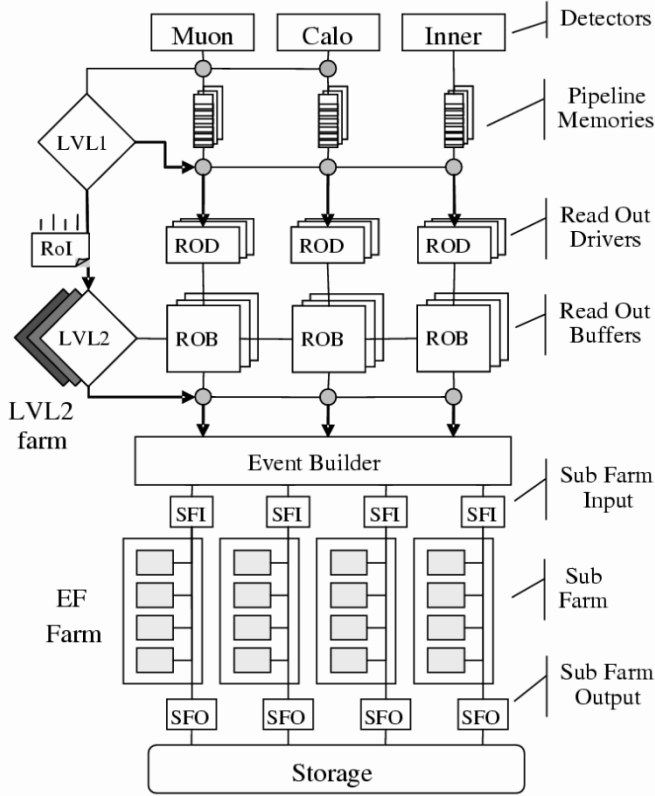 Muon Calo Inner Detectors
Pipeline
Memories
LVL1
ROD ROD ROD Read Out
Drivers
RoI
LVL2 ROB ROB ROB Read Out
Buffers
LVL2
farm
Event Builder
Sub Farm
Input
SFI SFI SFI SFI
EF
Farm
Sub
Farm
Sub Farm
Output
SFO SFO SFO SFO
Storage